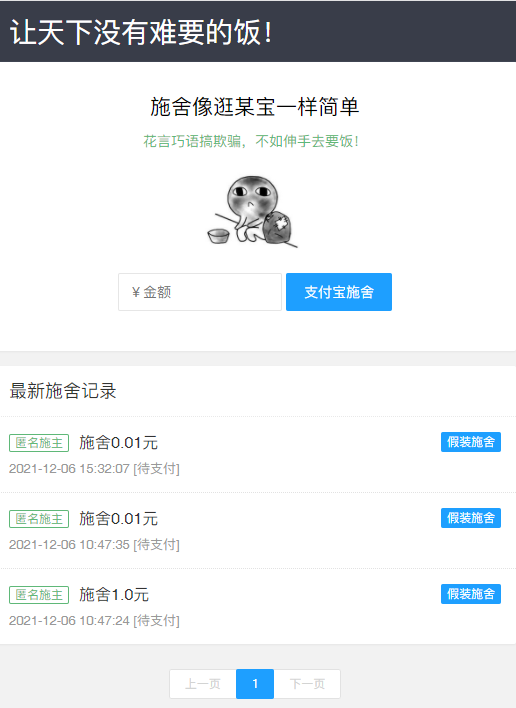 让天下没有难要的饭！
施舍像逛某宝一样简单
花言巧语搞欺骗，不如伸手去要饭！
￥金额
支付宝施舍
最新施舍记录
匿名施主 施舍0.01元 假装施舍
2021-12-06 15:32:07 [待支付]
匿名施主 施舍0.01元 假装施舍
2021-12-06 10:47:35 [待支付]
匿名施主 施舍1.0元 假装施舍
2021-12-06 10:47:24 [待支付]
上一页 1 下一页